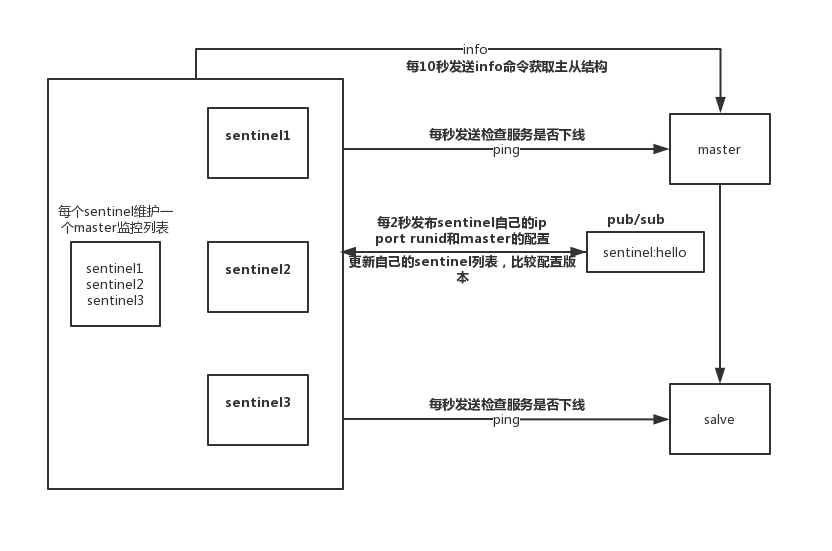 info
每10秒发送info命令获取主从结构
sentinel1
每秒发送检查服务是否下线
ping
master
每个sentinel维护一
个master监控列表
sentinel1
sentinel2
sentinel3
sentinel2
每2秒发布sentinel自己的ip
port runid和master的配置
更新自己的sentinel列表，比较配置版
本
pub/sub
sentinel:hello
sentinel3
每秒发送检查服务是否下线
ping
salve